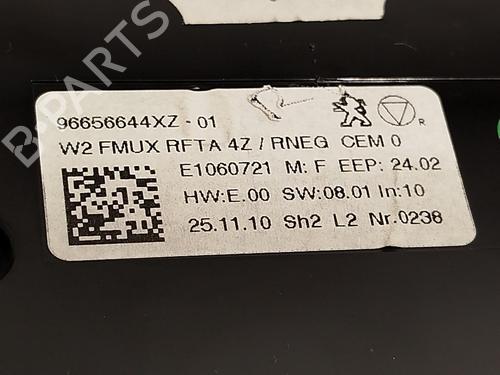 B-PARTS
96656644XZ - 01
R
W2 FMUX RFTA 4Z / RNEG CEM 0
E1060721 M: F EEP: 24.02
HW:E.00 SW:08.01 In:10
25.11.10 Sh2 L2 Nr.0238